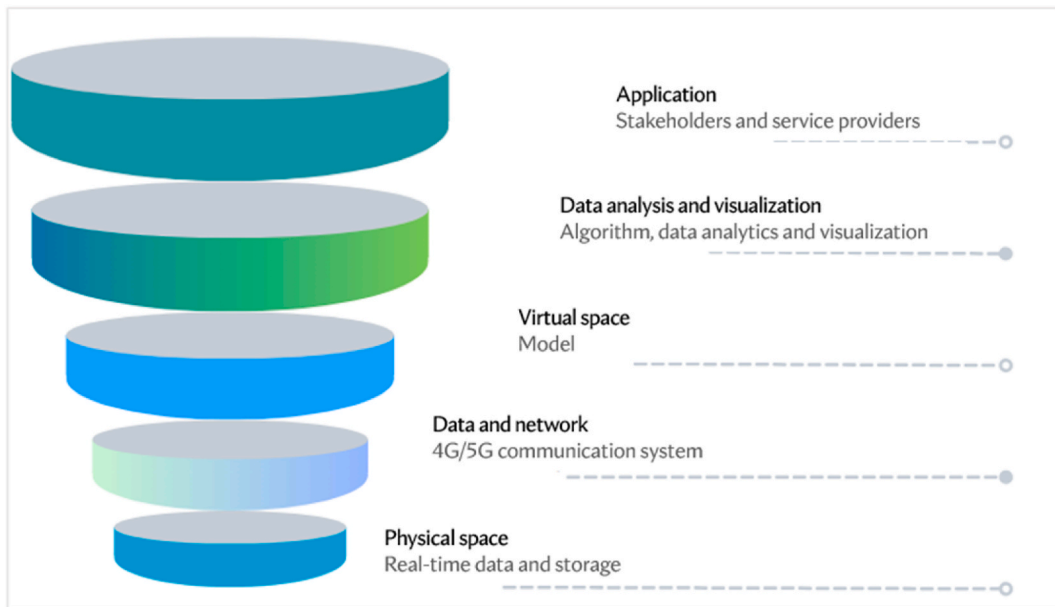 Application
Stakeholders and service providers
Data analysis and visualization
Algorithm, data analytics and visualization
Virtual space
Model
Data and network
4G/5G communication system
Physical space
Real-time data and storage